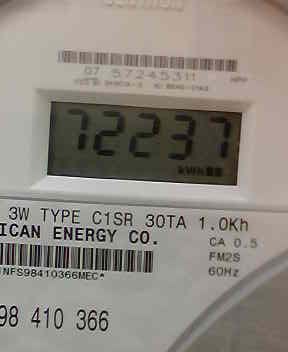 07 57245311
72237
kWh
3W TYPE C1SR 30TA 1.0Kh
ICAN ENERGY CO.
CA 0.5
FM2S
NFS98410366MEC*
60Hz
98 410 366